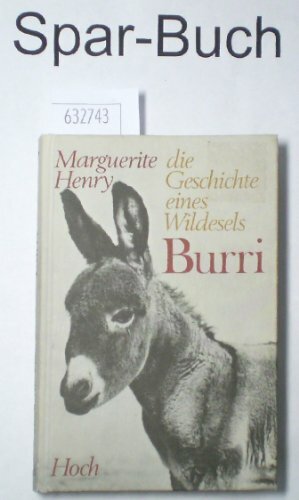 Spar-Buch
632743
Marguerite
Henry
die
Geschichte
eines
Wildesels
Burri
Hoch